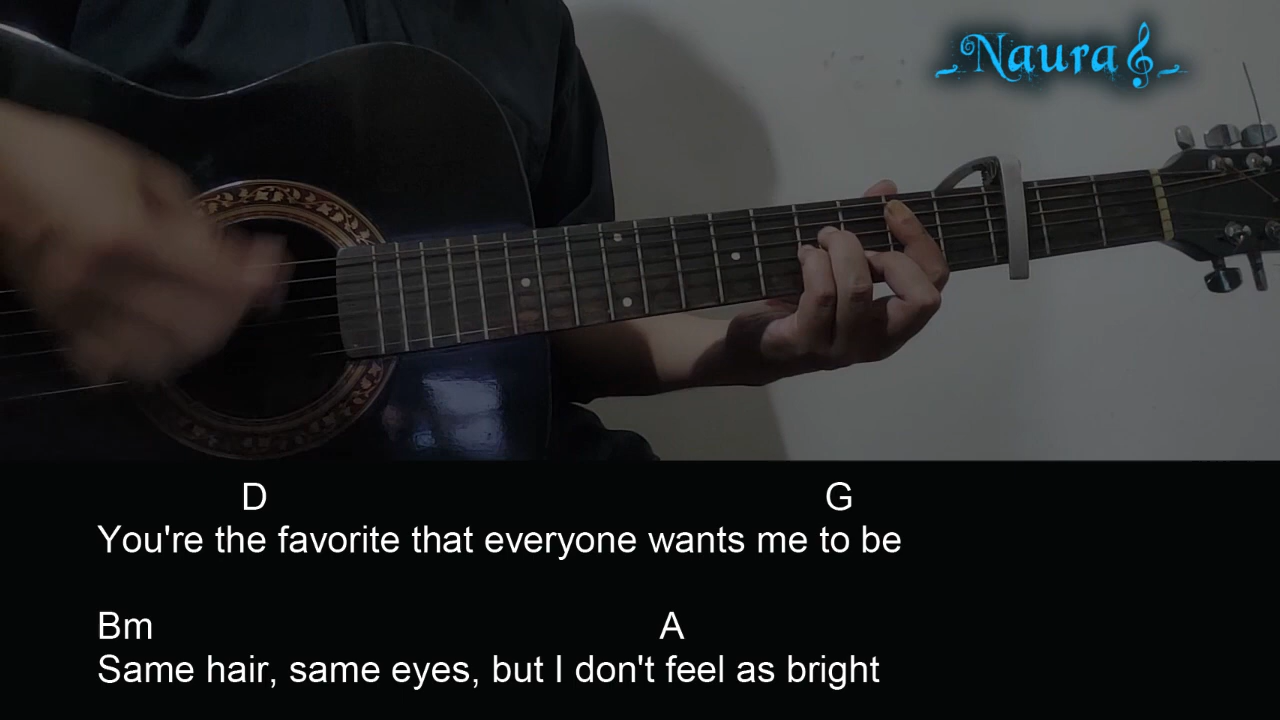 Naura
D G
You're the favorite that everyone wants me to be
Bm A
Same hair, same eyes, but I don't feel as bright